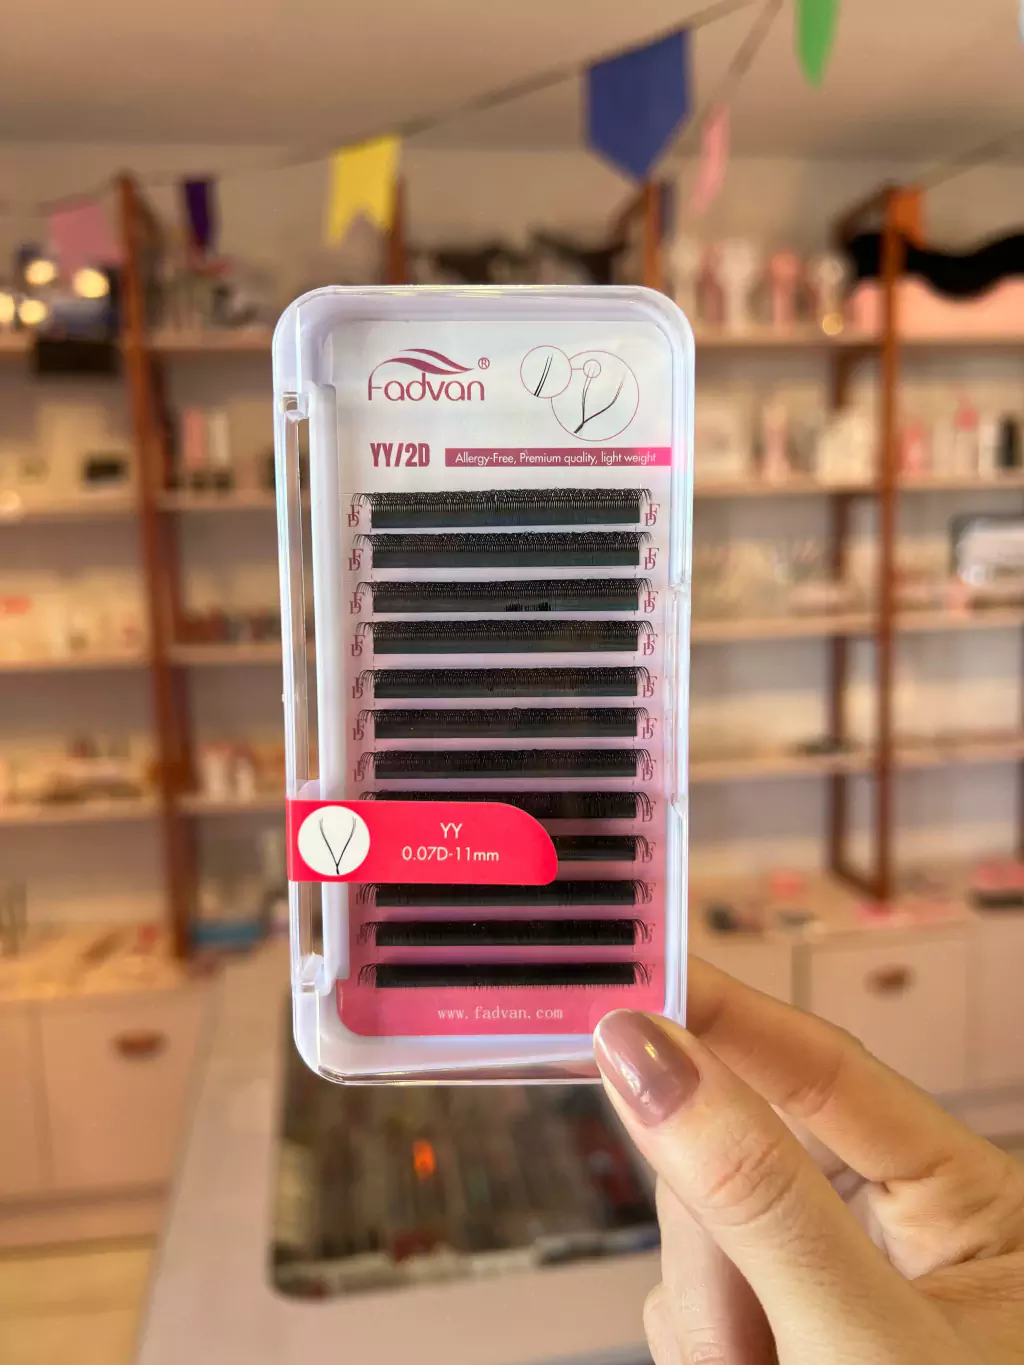 Fadvan®
YY/2D
Allergy-Free, Premium quality, light weight
YY
0.07D-11mm
www.fadvan.com